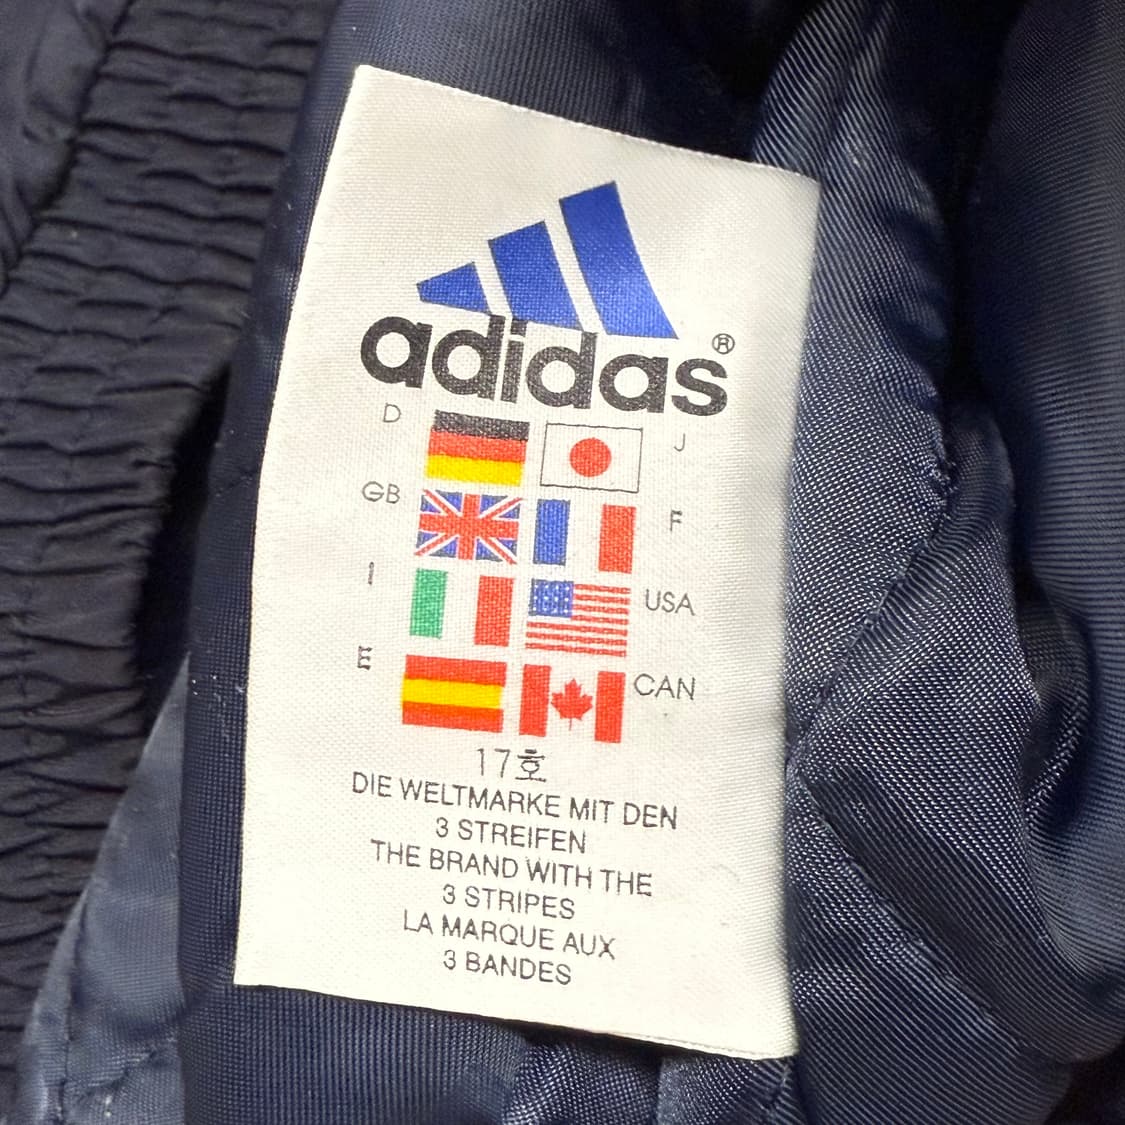 adidas®
D J
GB F
I USA
E CAN
17호
DIE WELTMARKE MIT DEN
3 STREIFEN
THE BRAND WITH THE
3 STRIPES
LA MARQUE AUX
3 BANDES